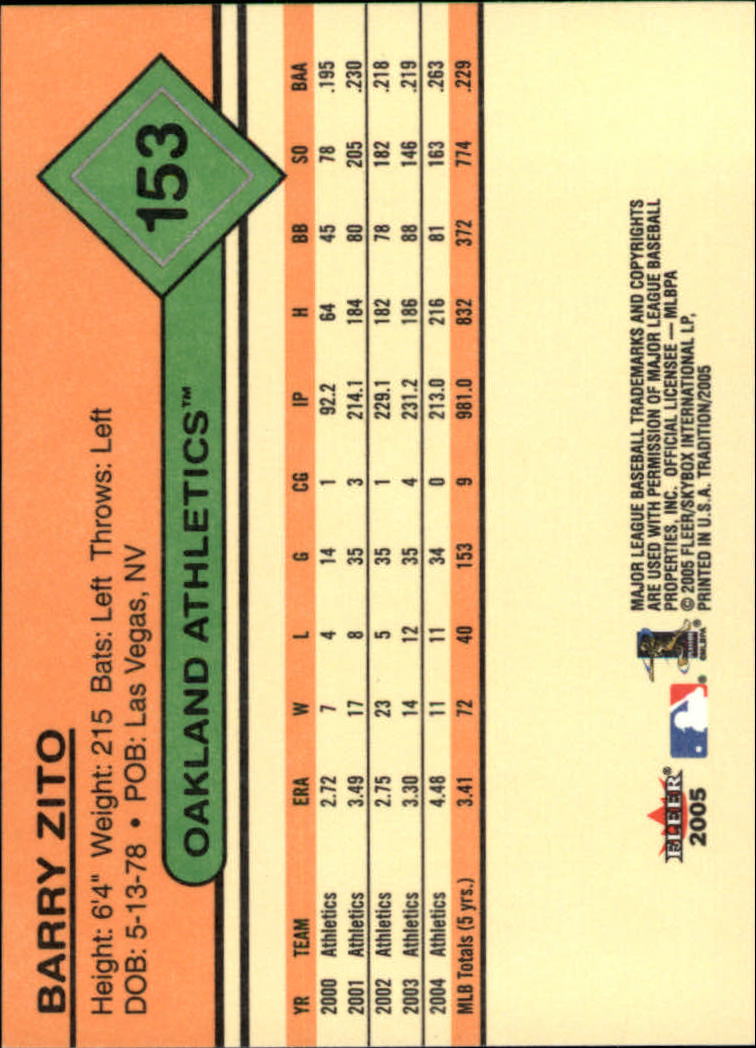 BARRY ZITO
Height: 6'4" Weight: 215 Bats: Left Throws: Left
DOB: 5-13-78 • POB: Las Vegas, NV
OAKLAND ATHLETICS™
153
YR TEAM ERA W L G CG IP H BB SO BAA
2000 Athletics 2.72 7 4 14 1 92.2 64 45 78 .195
2001 Athletics 3.49 17 8 35 3 214.1 184 80 205 .230
2002 Athletics 2.75 23 5 35 1 229.1 182 78 182 .218
2003 Athletics 3.30 14 12 35 4 231.2 186 88 146 .219
2004 Athletics 4.48 11 11 34 0 213.0 216 81 163 .263
MLB Totals (5 yrs.) 3.41 72 40 153 9 981.0 832 372 774 .229
FLEER®
2005
®
®
©MLBPA
MAJOR LEAGUE BASEBALL TRADEMARKS AND COPYRIGHTS
ARE USED WITH PERMISSION OF MAJOR LEAGUE BASEBALL
PROPERTIES, INC. OFFICIAL LICENSEE — MLBPA
© 2005 FLEER/SKYBOX INTERNATIONAL LP,
PRINTED IN U.S.A. TRADITION/2005